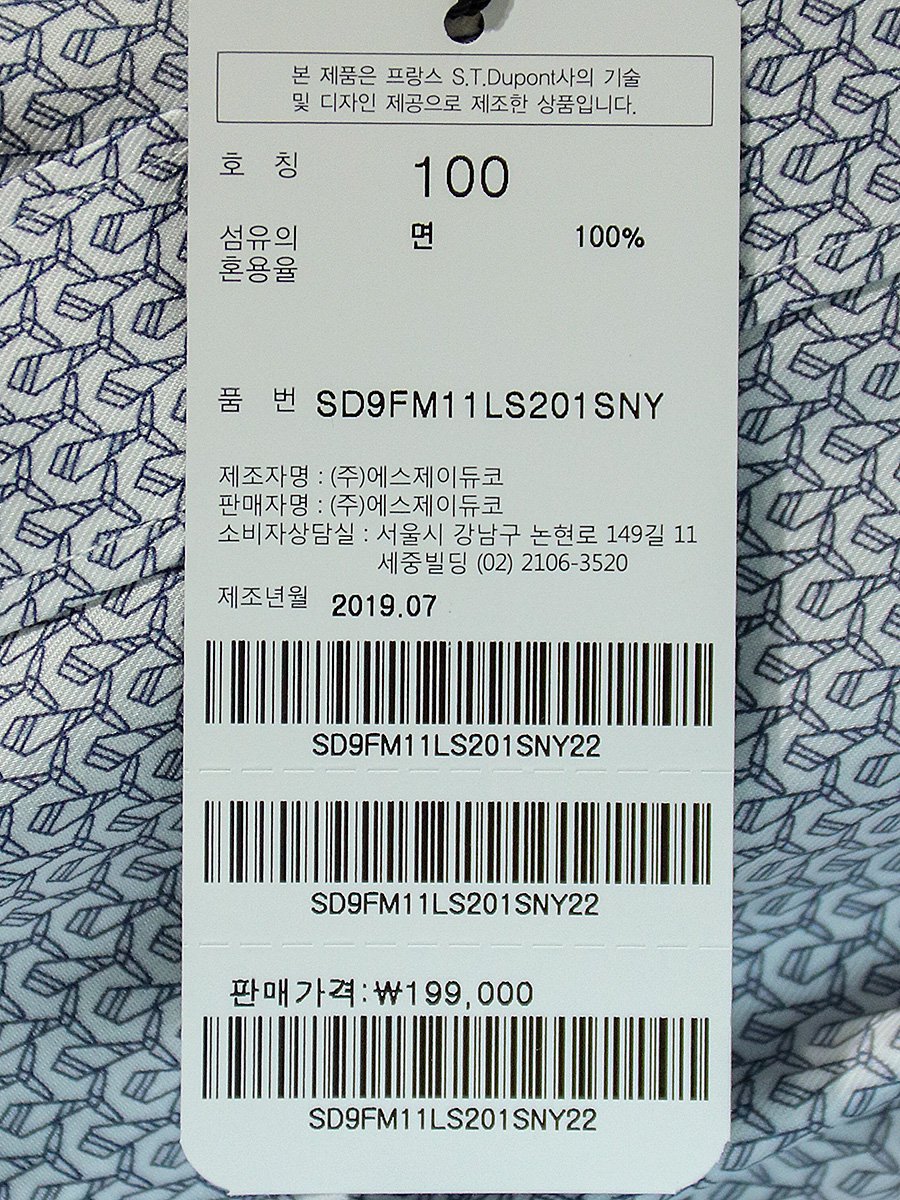 본 제품은 프랑스 S.T.Dupont사의 기술
및 디자인 제공으로 제조한 상품입니다.
호 칭 100
섬유의 면 100%
혼용율
품 번 SD9FM11LS201SNY
제조자명 : (주)에스제이듀코
판매자명 : (주)에스제이듀코
소비자상담실 : 서울시 강남구 논현로 149길 11
세중빌딩 (02) 2106-3520
제조년월 2019.07
SD9FM11LS201SNY22
SD9FM11LS201SNY22
판매가격:₩199,000
SD9FM11LS201SNY22